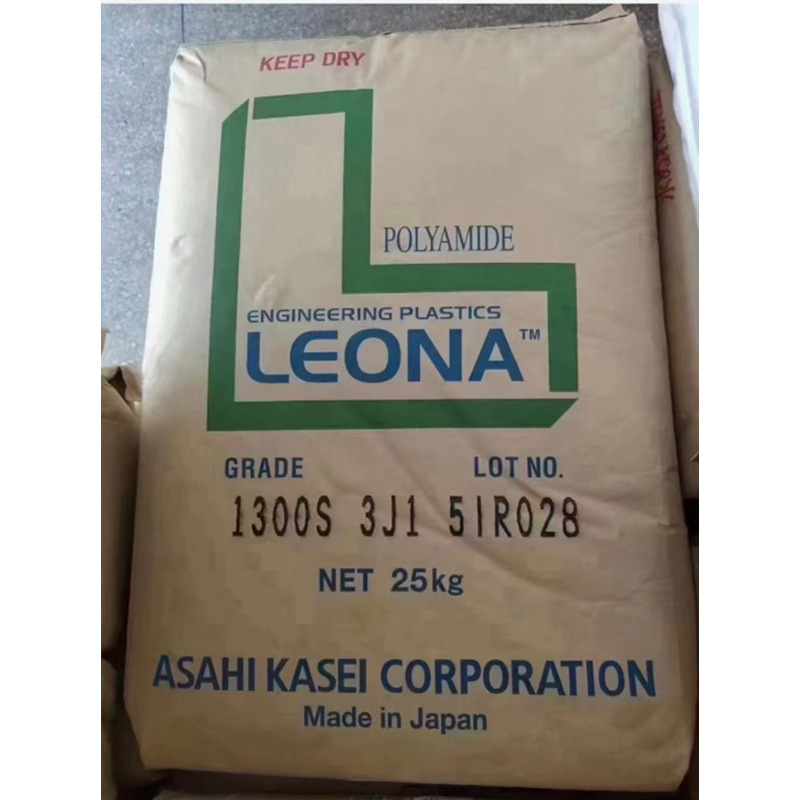 KEEP DRY
POLYAMIDE
ENGINEERING PLASTICS
LEONA™
GRADE LOT NO.
1300S 3J1 5IR028
NET 25kg
ASAHI KASEI CORPORATION
Made in Japan